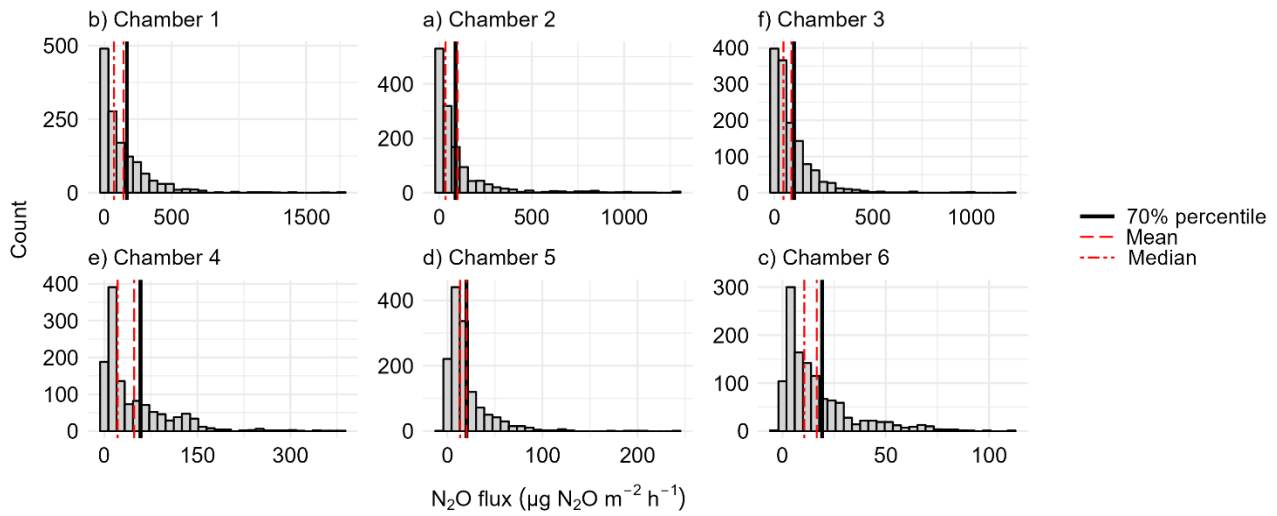 b) Chamber 1
a) Chamber 2
f) Chamber 3
500
250
0
0 500 1500
400
200
0
0 500 1000
400
300
200
100
0
0 500 1000
Count
e) Chamber 4
d) Chamber 5
c) Chamber 6
400
300
200
100
0
0 150 300
400
200
0
0 100 200
300
200
100
0
0 50 100
N₂O flux (µg N₂O m⁻² h⁻¹)
70% percentile
Mean
Median